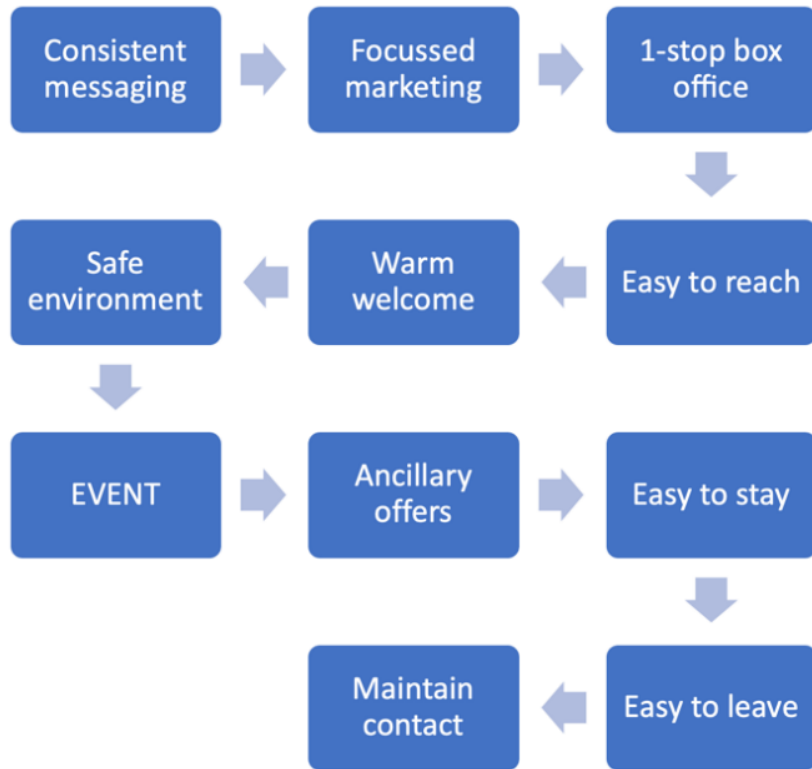 Consistent
messaging
Focussed
marketing
1-stop box
office
Easy to reach
Warm
welcome
Safe
environment
EVENT
Ancillary
offers
Easy to stay
Easy to leave
Maintain
contact